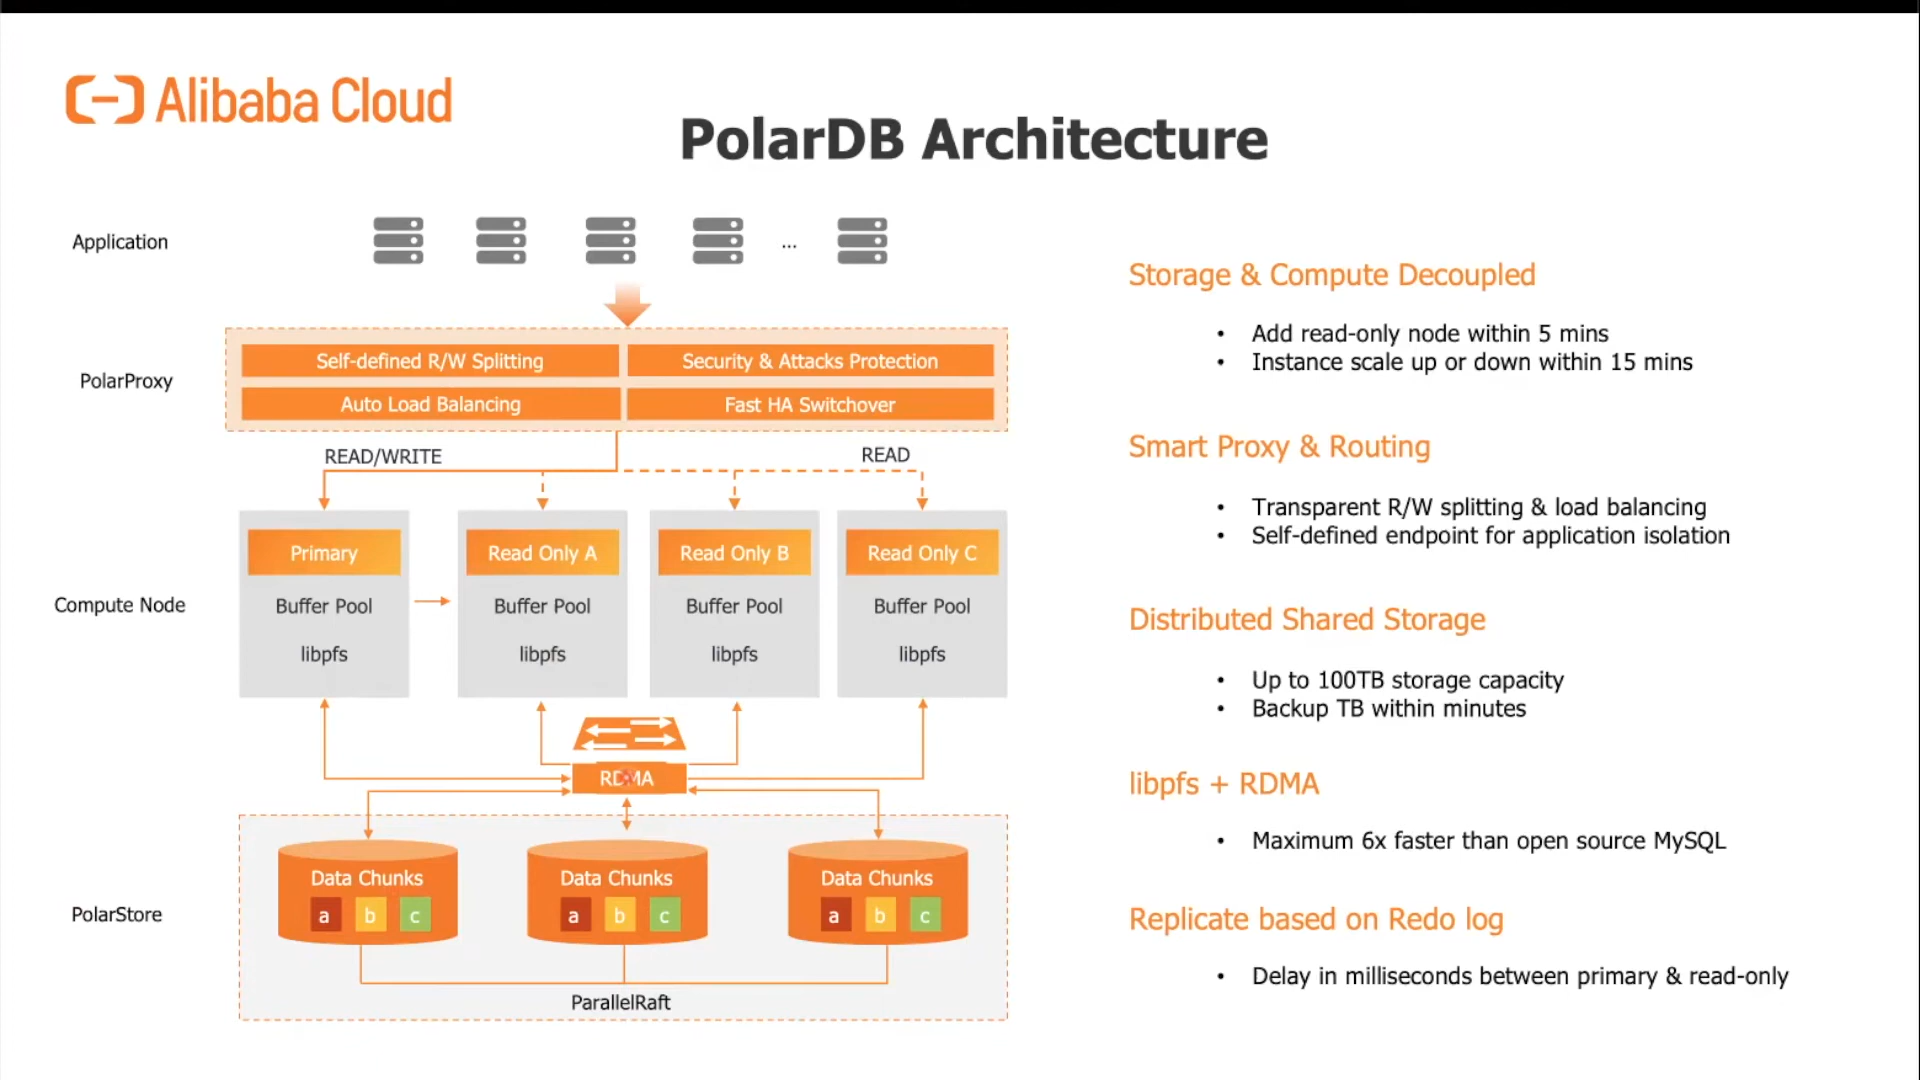 Alibaba Cloud
PolarDB Architecture
Application
...
PolarProxy
Self-defined R/W Splitting
Security & Attacks Protection
Auto Load Balancing
Fast HA Switchover
READ/WRITE
READ
Compute Node
Primary
Buffer Pool
libpfs
Read Only A
Buffer Pool
libpfs
Read Only B
Buffer Pool
libpfs
Read Only C
Buffer Pool
libpfs
RDMA
PolarStore
Data Chunks
a b c
Data Chunks
a b c
Data Chunks
a b c
ParallelRaft
Storage & Compute Decoupled
• Add read-only node within 5 mins
• Instance scale up or down within 15 mins
Smart Proxy & Routing
• Transparent R/W splitting & load balancing
• Self-defined endpoint for application isolation
Distributed Shared Storage
• Up to 100TB storage capacity
• Backup TB within minutes
libpfs + RDMA
• Maximum 6x faster than open source MySQL
Replicate based on Redo log
• Delay in milliseconds between primary & read-only